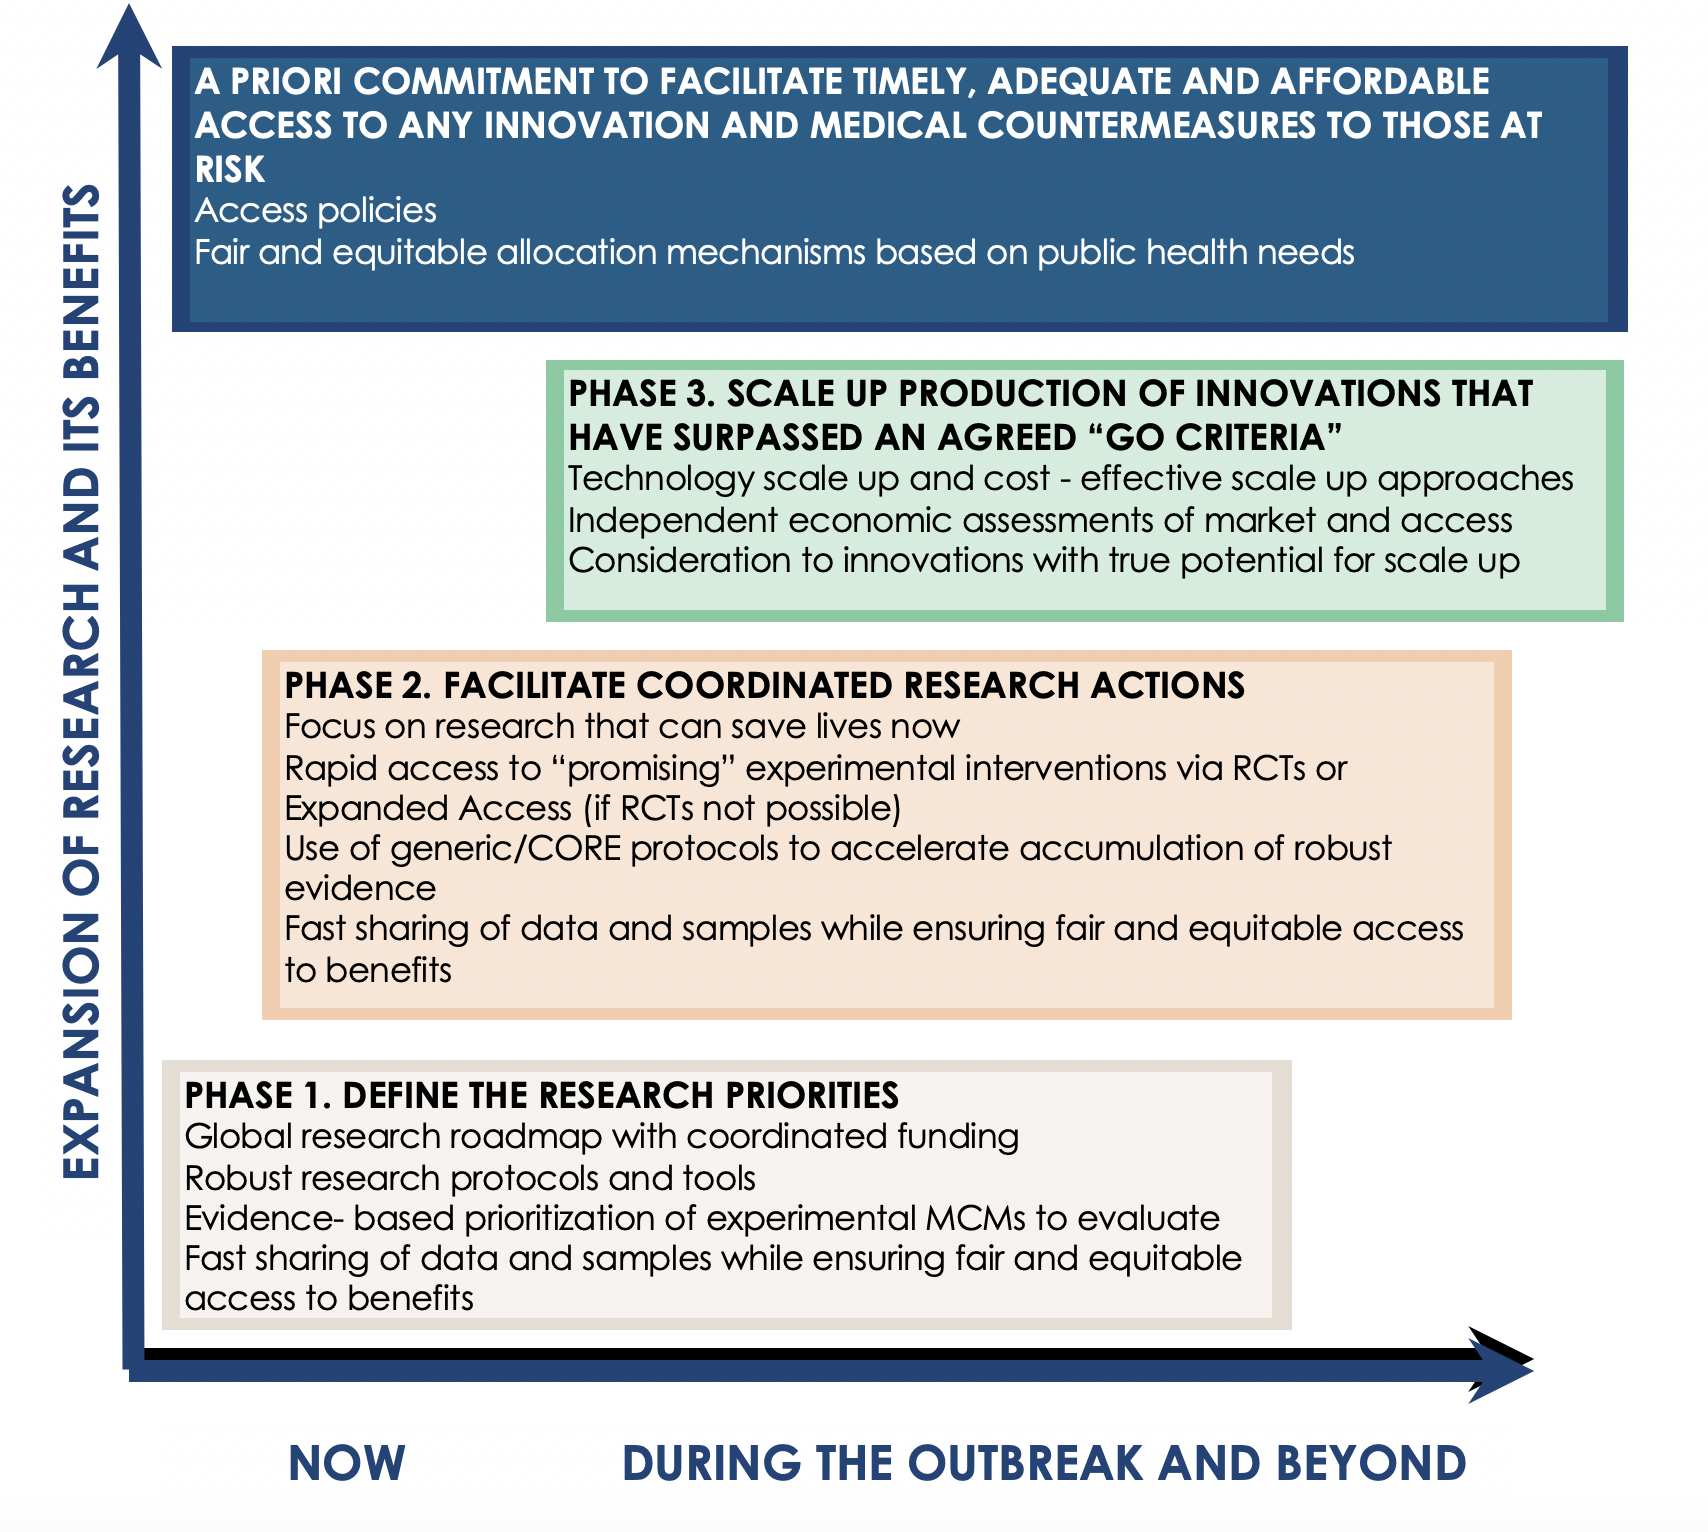 EXPANSION OF RESEARCH AND ITS BENEFITS
A PRIORI COMMITMENT TO FACILITATE TIMELY, ADEQUATE AND AFFORDABLE
ACCESS TO ANY INNOVATION AND MEDICAL COUNTERMEASURES TO THOSE AT
RISK
Access policies
Fair and equitable allocation mechanisms based on public health needs
PHASE 3. SCALE UP PRODUCTION OF INNOVATIONS THAT
HAVE SURPASSED AN AGREED “GO CRITERIA”
Technology scale up and cost - effective scale up approaches
Independent economic assessments of market and access
Consideration to innovations with true potential for scale up
PHASE 2. FACILITATE COORDINATED RESEARCH ACTIONS
Focus on research that can save lives now
Rapid access to “promising” experimental interventions via RCTs or
Expanded Access (if RCTs not possible)
Use of generic/CORE protocols to accelerate accumulation of robust
evidence
Fast sharing of data and samples while ensuring fair and equitable access
to benefits
PHASE 1. DEFINE THE RESEARCH PRIORITIES
Global research roadmap with coordinated funding
Robust research protocols and tools
Evidence- based prioritization of experimental MCMs to evaluate
Fast sharing of data and samples while ensuring fair and equitable
access to benefits
NOW
DURING THE OUTBREAK AND BEYOND